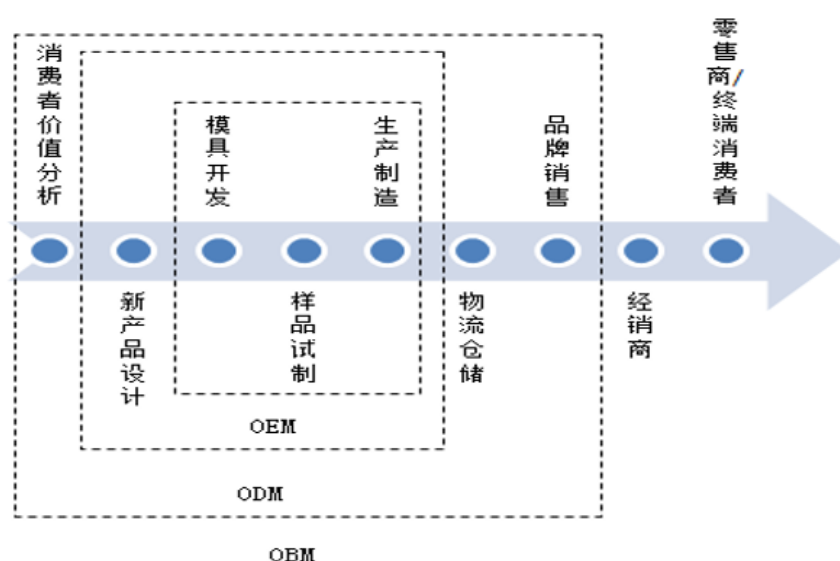 消费者价值分析
新产品设计
模具开发
样品试制
生产制造
物流仓储
品牌销售
经销商
零售商/终端消费者
OEM
ODM
OBM